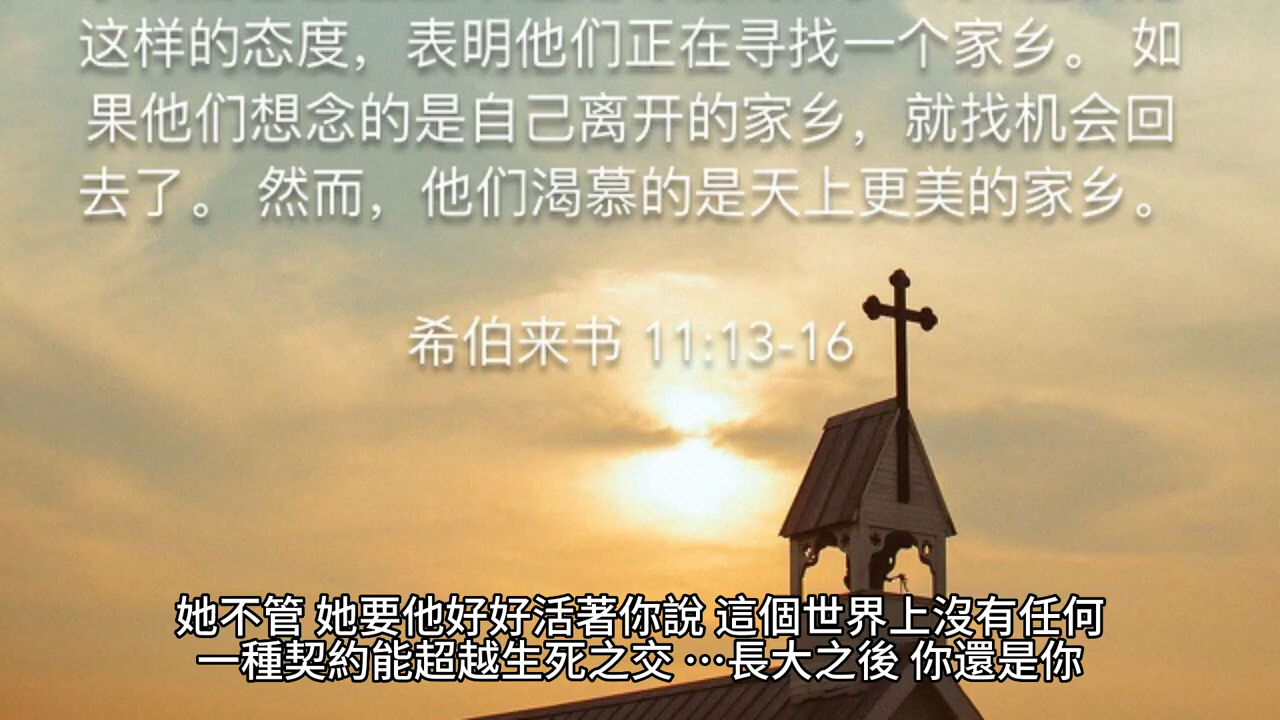 这样的态度，表明他们正在寻找一个家乡。 如
果他们想念的是自己离开的家乡，就找机会回
去了。 然而，他们渴慕的是天上更美的家乡。
希伯来书 11:13-16
她不管 她要他好好活著你說 這個世界上沒有任何
一種契約能超越生死之交 …長大之後 你還是你